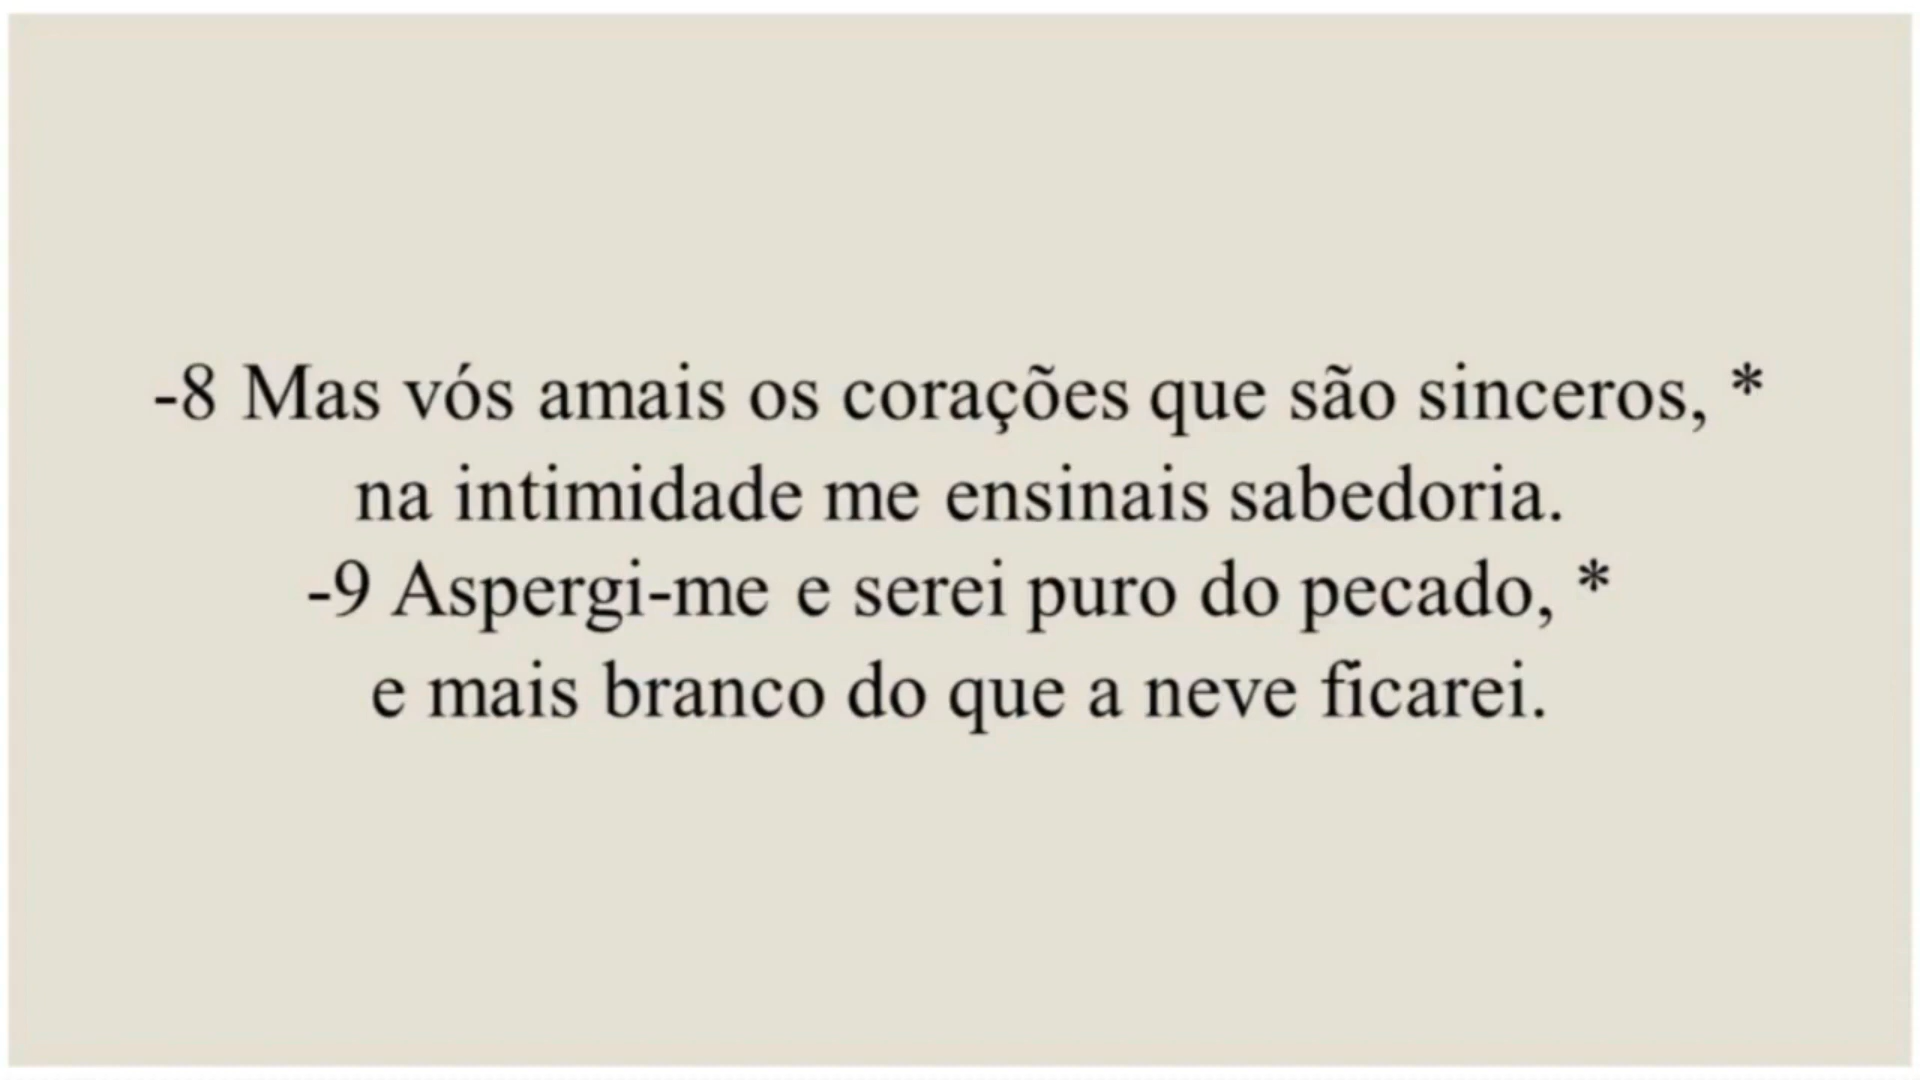 -8 Mas vós amais os corações que são sinceros, *
na intimidade me ensinais sabedoria.
-9 Aspergi-me e serei puro do pecado, *
e mais branco do que a neve ficarei.